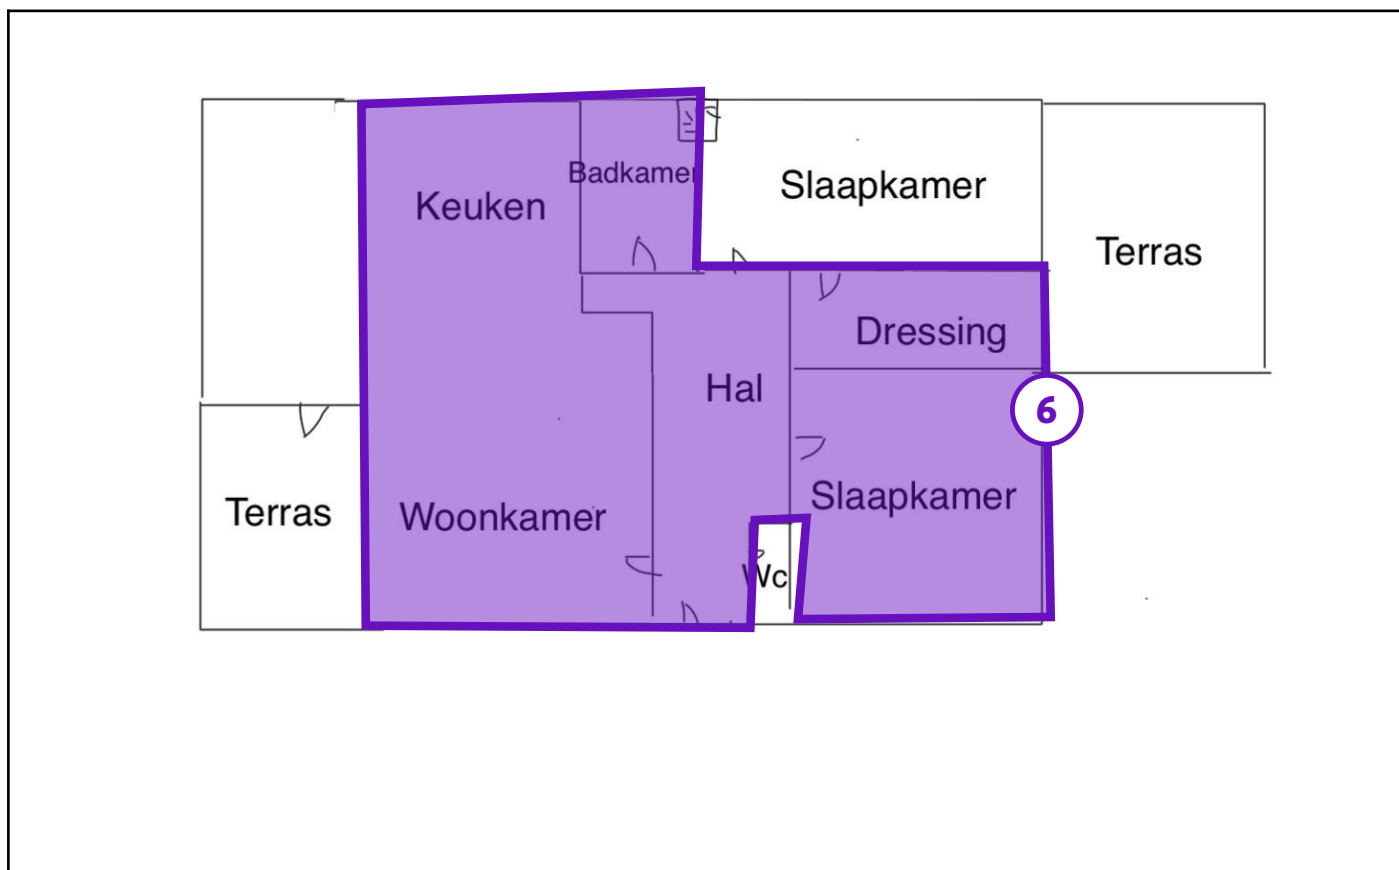 Badkamer
Slaapkamer
Keuken
Terras
Dressing
Hal
6
Slaapkamer
Terras
Woonkamer
Wc